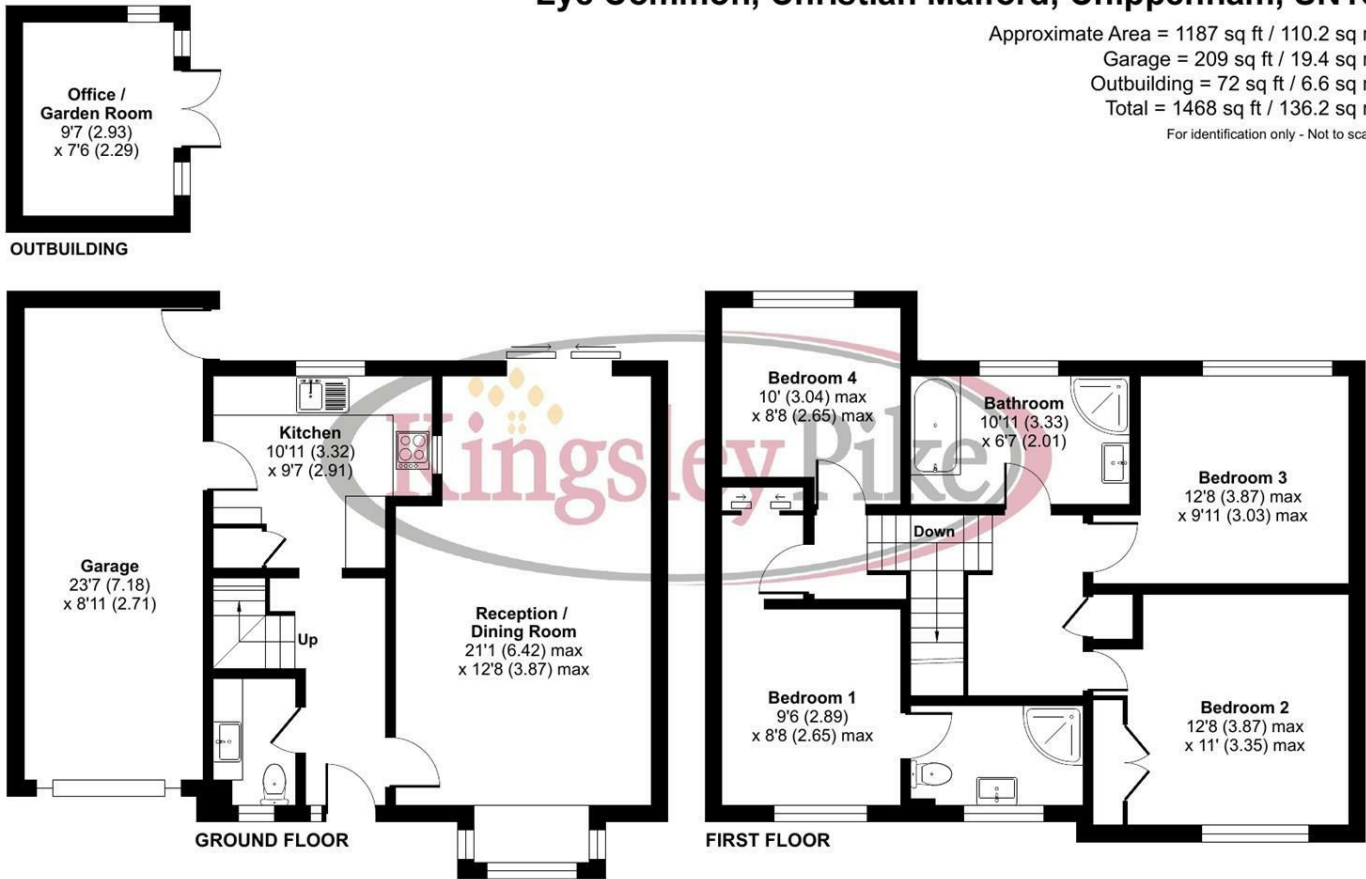 Approximate Area = 1187 sq ft / 110.2 sq
Garage = 209 sq ft / 19.4 sq
Outbuilding = 72 sq ft / 6.6 sq
Total = 1468 sq ft / 136.2 sq
For identification only - Not to
Office /
Garden Room
9'7 (2.93)
x 7'6 (2.29)
OUTBUILDING
Kitchen
10'11 (3.32)
x 9'7 (2.91)
Garage
23'7 (7.18)
x 8'11 (2.71)
Up
Reception /
Dining Room
21'1 (6.42) max
x 12'8 (3.87) max
GROUND FLOOR
Bedroom 4
10' (3.04) max
x 8'8 (2.65) max
Bathroom
10'11 (3.33)
x 6'7 (2.01)
Bedroom 3
12'8 (3.87) max
x 9'11 (3.03) max
Down
Bedroom 1
9'6 (2.89)
x 8'8 (2.65) max
Bedroom 2
12'8 (3.87) max
x 11' (3.35) max
FIRST FLOOR
Kingsley Pike